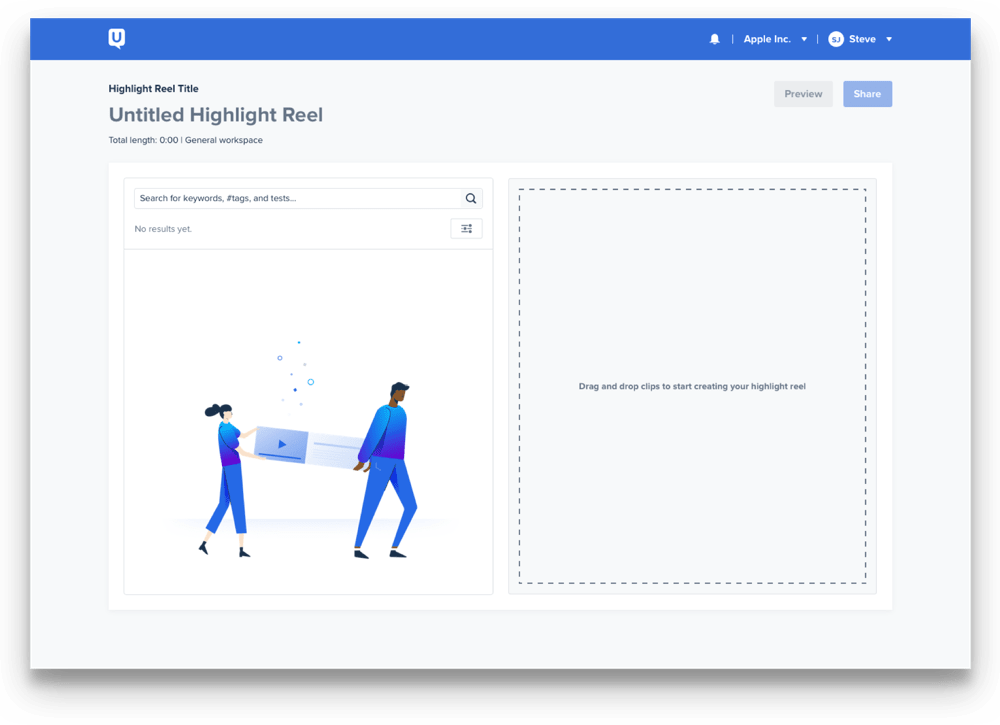 U
| Apple Inc. | SJ Steve
Highlight Reel Title
Untitled Highlight Reel
Preview
Share
Total length: 0:00 | General workspace
Search for keywords, #tags, and tests...
No results yet.
Drag and drop clips to start creating your highlight reel